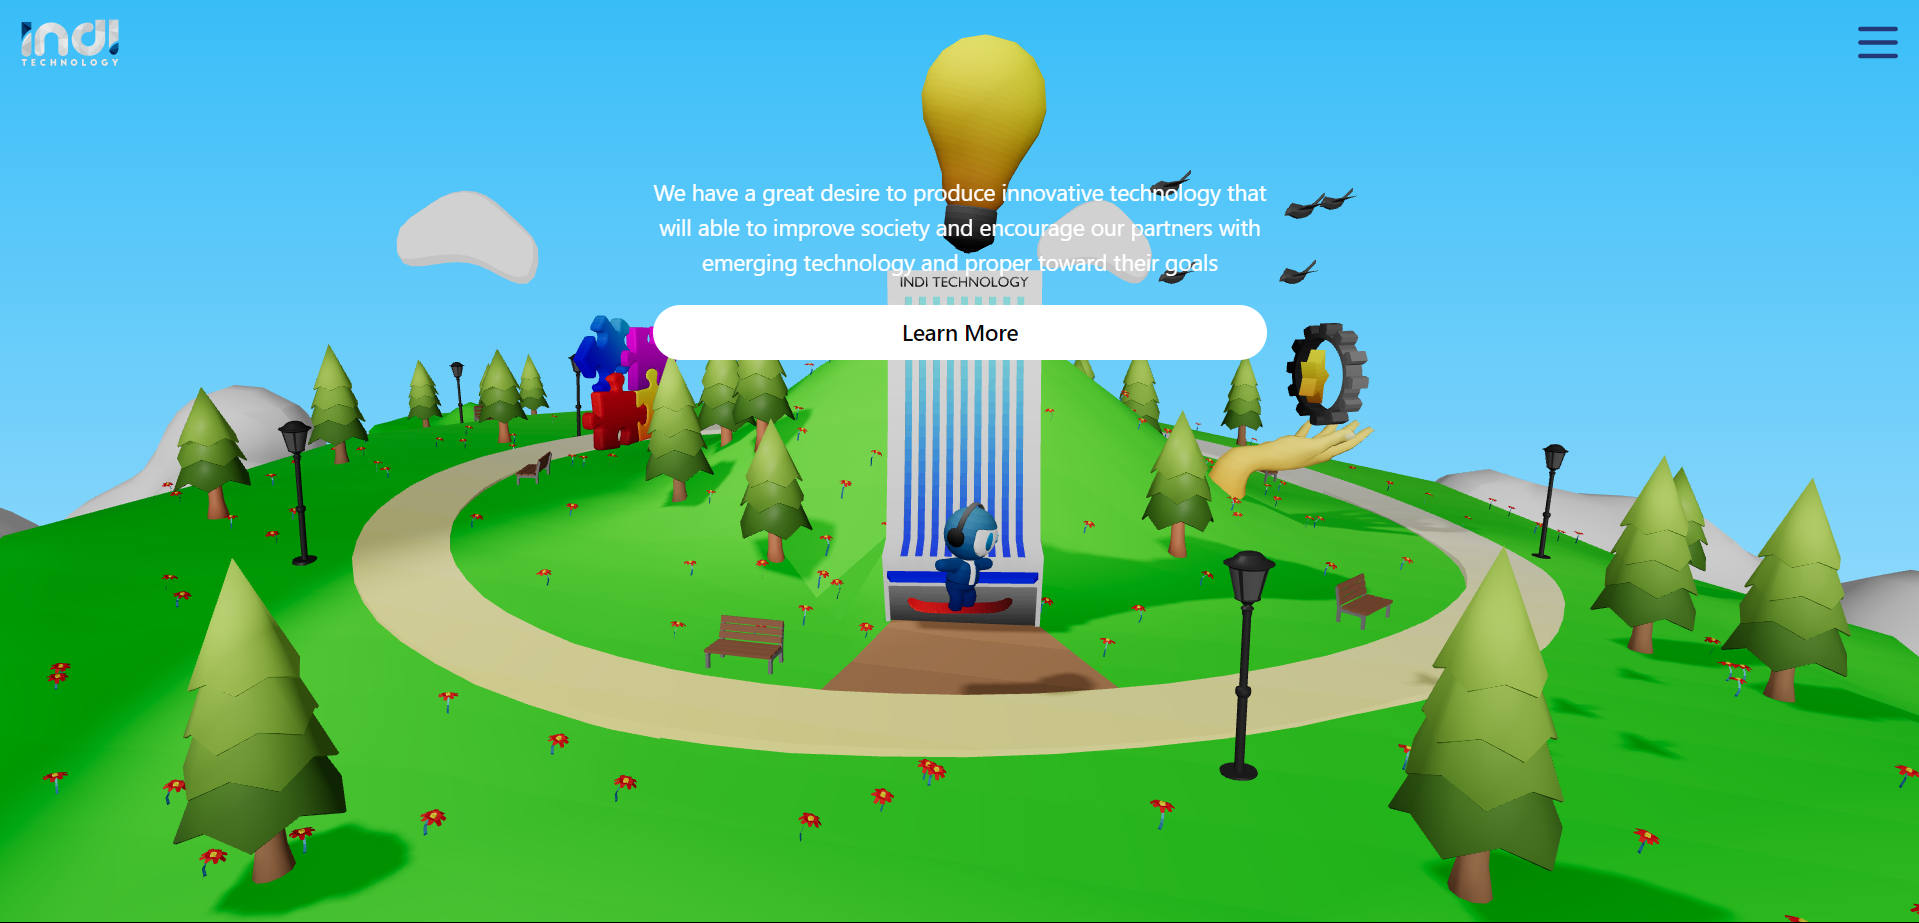 indi
TECHNOLOGY
We have a great desire to produce innovative technology that
will able to improve society and encourage our partners with
emerging technology and proper toward their goals
INDI TECHNOLOGY
Learn More